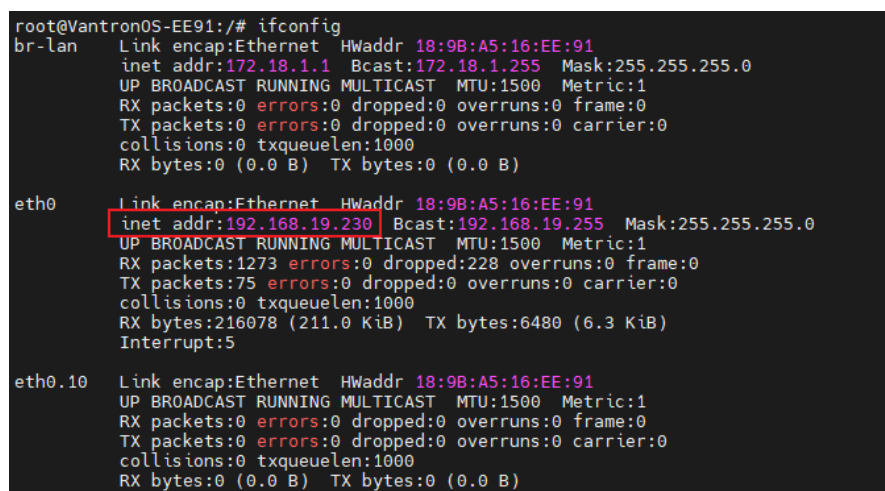 root@VantronOS-EE91:/# ifconfig
br-lan    Link encap:Ethernet  HWaddr 18:9B:A5:16:EE:91
          inet addr:172.18.1.1  Bcast:172.18.1.255  Mask:255.255.255.0
          UP BROADCAST RUNNING MULTICAST  MTU:1500  Metric:1
          RX packets:0 errors:0 dropped:0 overruns:0 frame:0
          TX packets:0 errors:0 dropped:0 overruns:0 carrier:0
          collisions:0 txqueuelen:1000
          RX bytes:0 (0.0 B)  TX bytes:0 (0.0 B)

eth0      Link encap:Ethernet  HWaddr 18:9B:A5:16:EE:91
          inet addr:192.168.19.230  Bcast:192.168.19.255  Mask:255.255.255.0
          UP BROADCAST RUNNING MULTICAST  MTU:1500  Metric:1
          RX packets:1273 errors:0 dropped:228 overruns:0 frame:0
          TX packets:75 errors:0 dropped:0 overruns:0 carrier:0
          collisions:0 txqueuelen:1000
          RX bytes:216078 (211.0 KiB)  TX bytes:6480 (6.3 KiB)
          Interrupt:5

eth0.10   Link encap:Ethernet  HWaddr 18:9B:A5:16:EE:91
          UP BROADCAST RUNNING MULTICAST  MTU:1500  Metric:1
          RX packets:0 errors:0 dropped:0 overruns:0 frame:0
          TX packets:0 errors:0 dropped:0 overruns:0 carrier:0
          collisions:0 txqueuelen:1000
          RX bytes:0 (0.0 B)  TX bytes:0 (0.0 B)